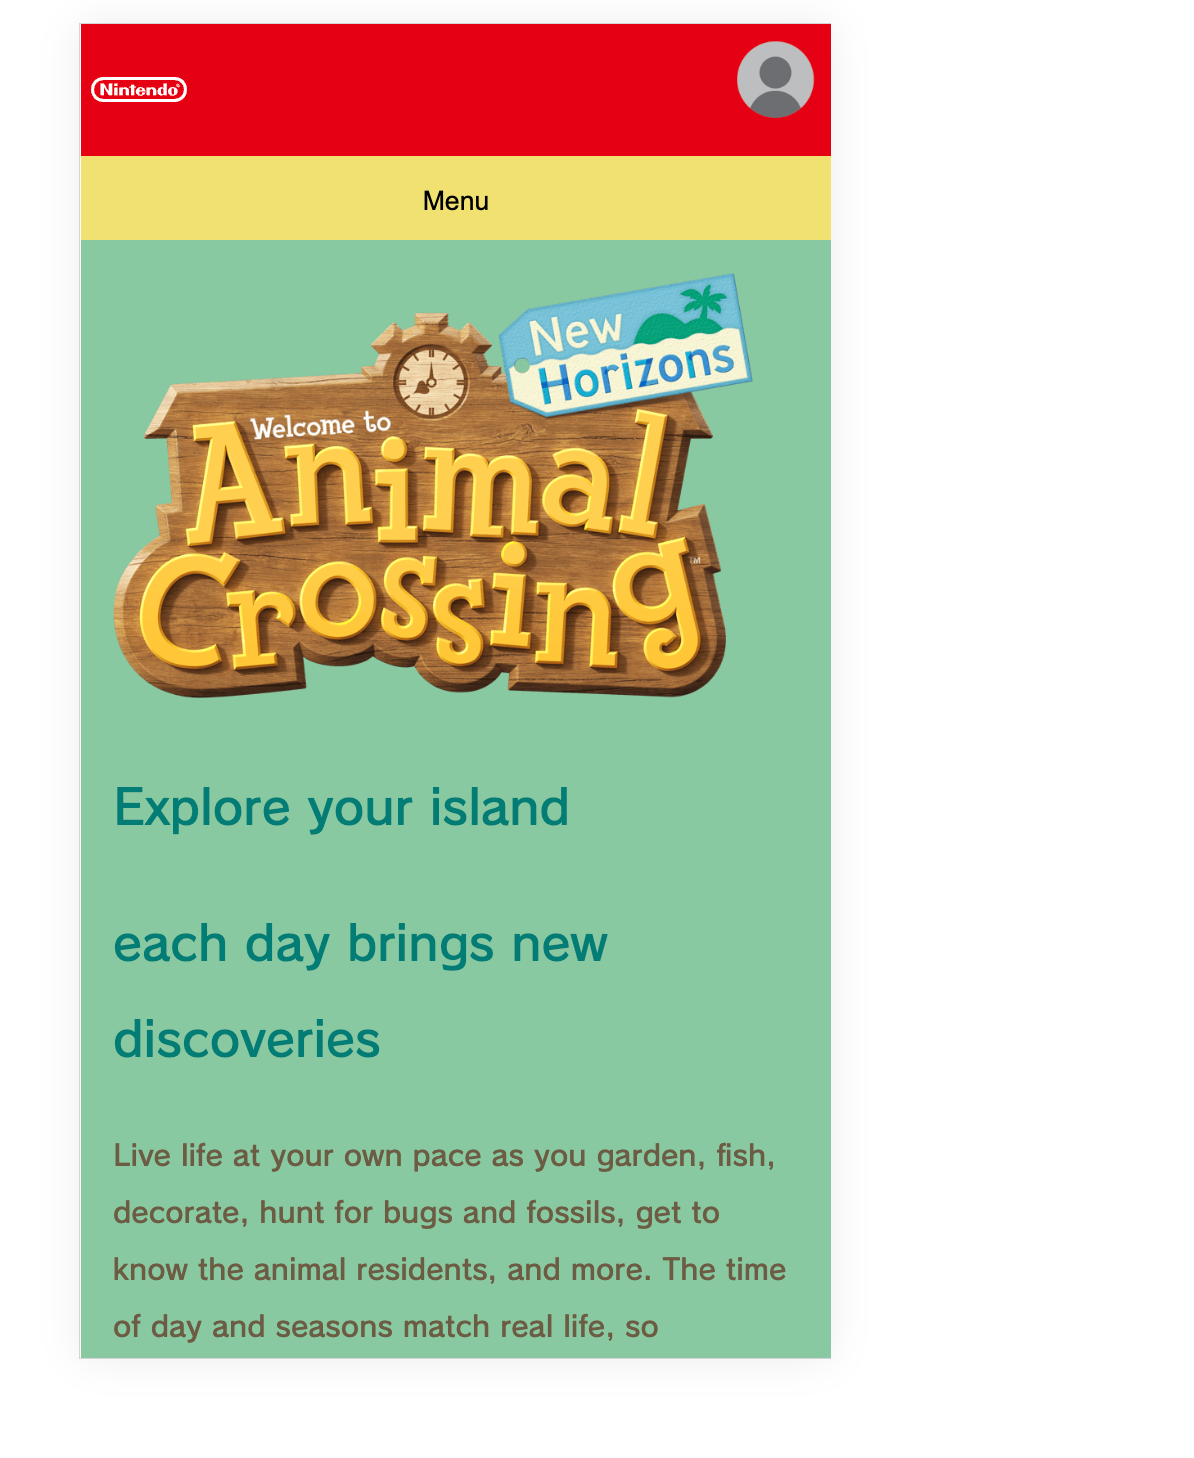 Nintendo
Menu
New
Horizons
Welcome to
Animal
Crossing
™
Explore your island
each day brings new
discoveries
Live life at your own pace as you garden, fish,
decorate, hunt for bugs and fossils, get to
know the animal residents, and more. The time
of day and seasons match real life, so